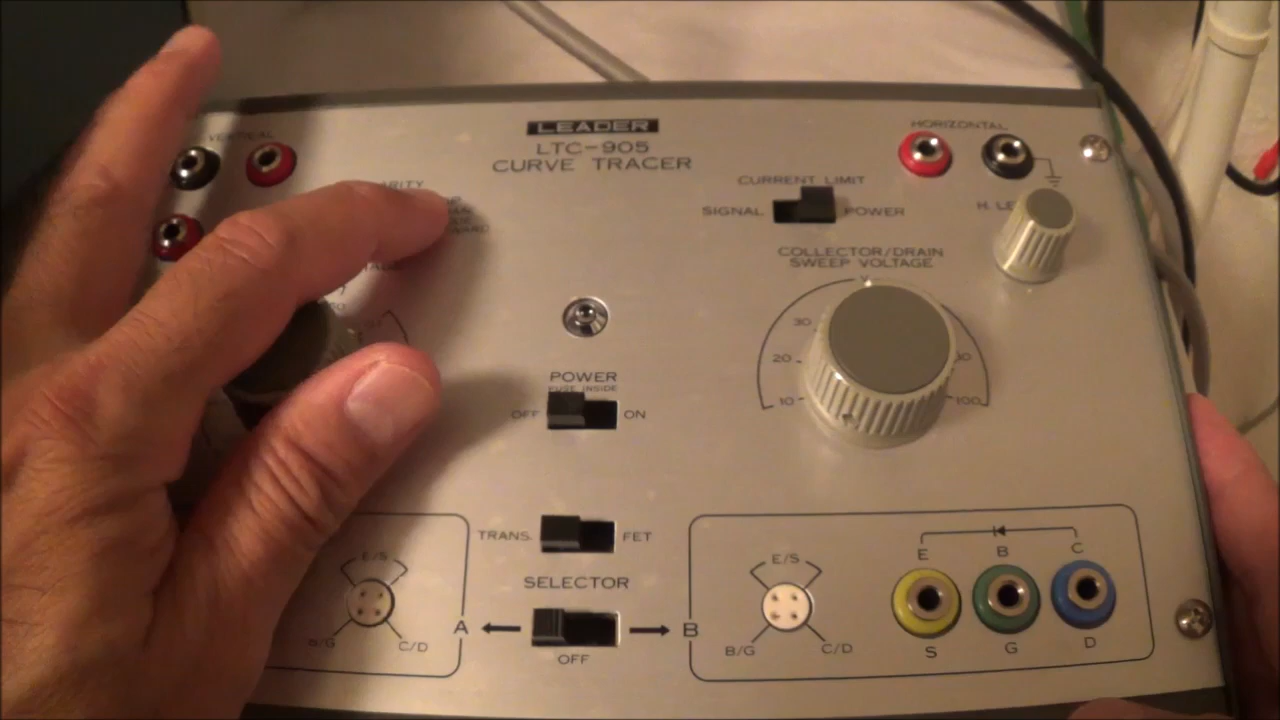 LEADER
LTC-905
CURVE TRACER
VERTICAL
HORIZONTAL
CURRENT LIMIT
SIGNAL
POWER
COLLECTOR/DRAIN
SWEEP VOLTAGE
V
30
20
10
100
POWER
FUSE INSIDE
OFF
ON
TRANS.
FET
SELECTOR
A
B
OFF
E/S
B/G
C/D
E/S
B/G
C/D
E
B
C
S
G
D